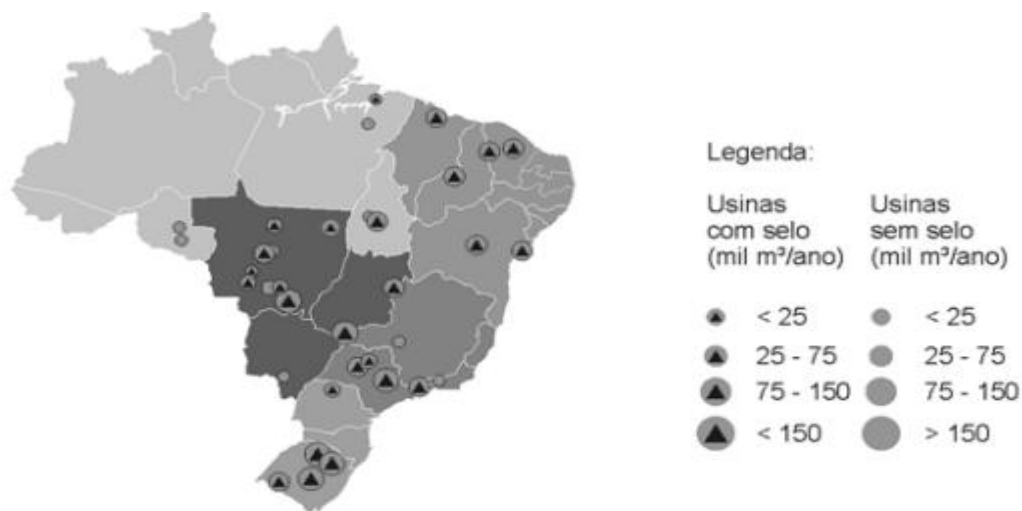 Legenda:
Usinas com selo (mil m³/ano)
< 25
25 - 75
75 - 150
< 150
Usinas sem selo (mil m³/ano)
< 25
25 - 75
75 - 150
> 150